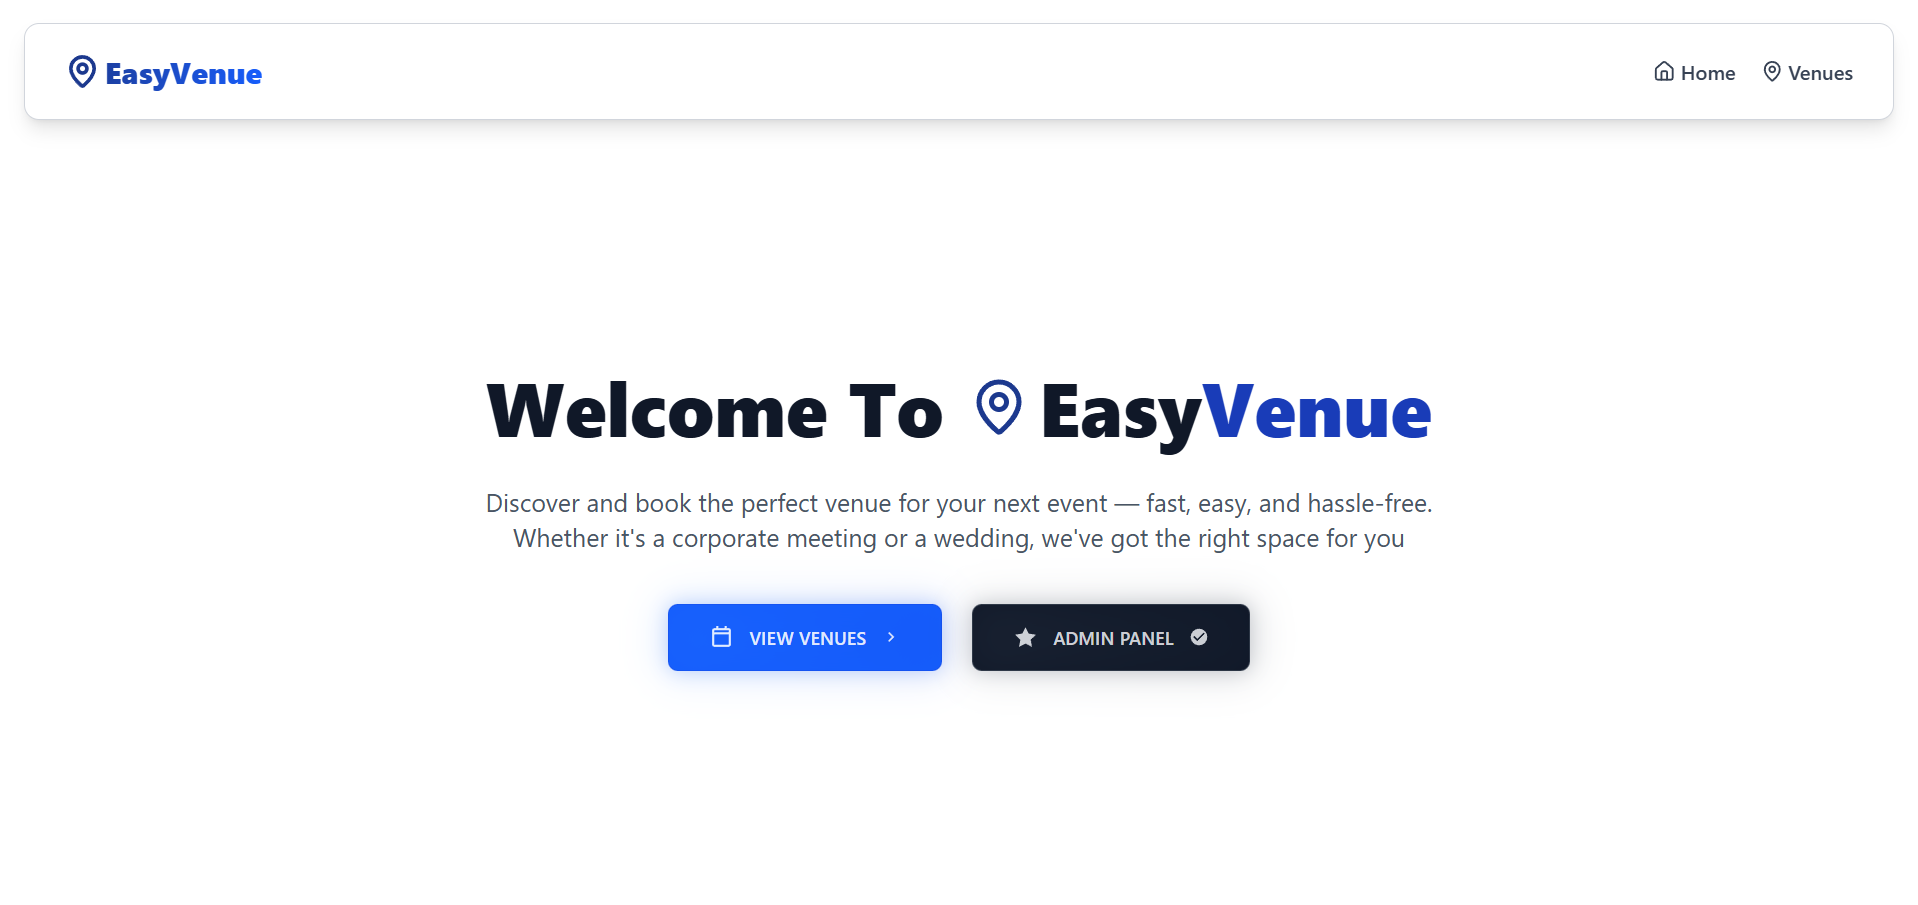 EasyVenue
Home
Venues
Welcome To EasyVenue
Discover and book the perfect venue for your next event — fast, easy, and hassle-free.
Whether it's a corporate meeting or a wedding, we've got the right space for you
VIEW VENUES
ADMIN PANEL